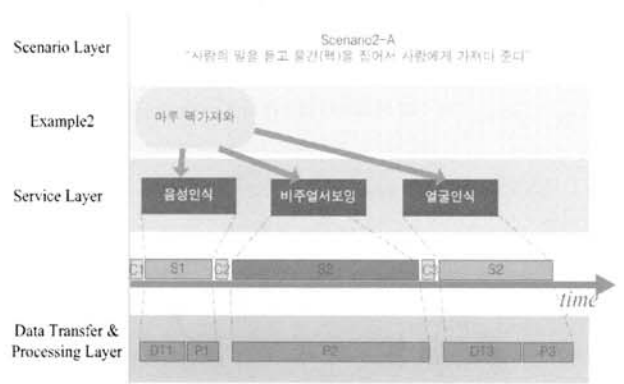 Scenario Layer
Scenario2-A
"사람의 말을 듣고 물건(팩)을 집어서 사람에게 가져다 준다"
Example2
마루 팩가져와
Service Layer
음성인식
비주얼서보잉
얼굴인식
C1
S1
C2
S2
C3
S2
time
Data Transfer &
Processing Layer
DT1
P1
P2
DT3
P3